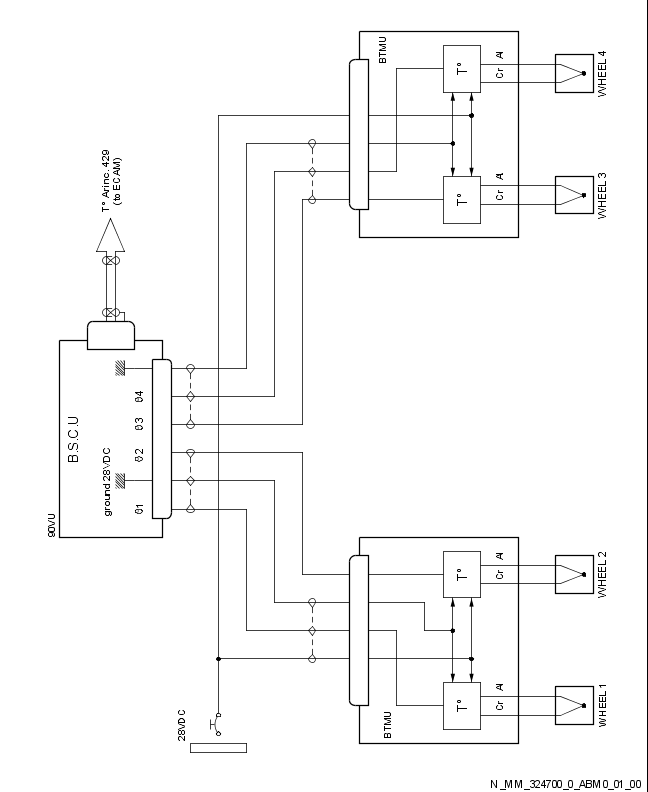 BTMU
T°
Cr
Al
WHEEL 4
T°
Cr
Al
WHEEL 3
T° Arinc. 429
(to ECAM)
90VU
B.S.C.U
ground 28VDC
θ4
θ3
θ2
θ1
BTMU
T°
Cr
Al
WHEEL 2
T°
Cr
Al
WHEEL 1
28VDC
N_MM_324700_0_ABM0_01_00